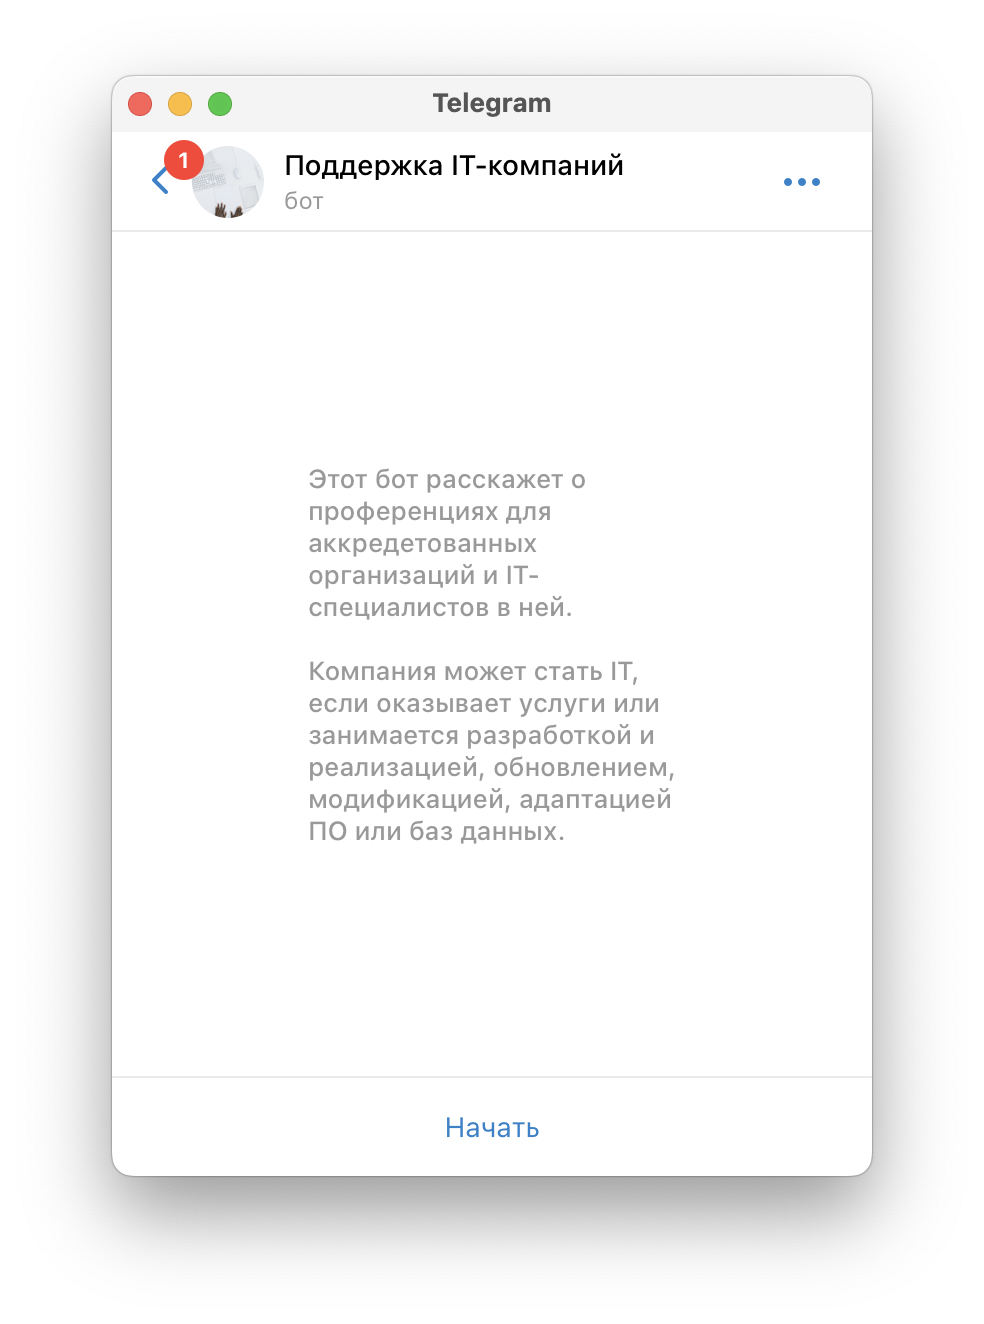 Telegram
1
Поддержка IT-компаний
бот
Этот бот расскажет о
проференциях для
аккредетованных
организаций и IT-
специалистов в ней.
Компания может стать IT,
если оказывает услуги или
занимается разработкой и
реализацией, обновлением,
модификацией, адаптацией
ПО или баз данных.
Начать